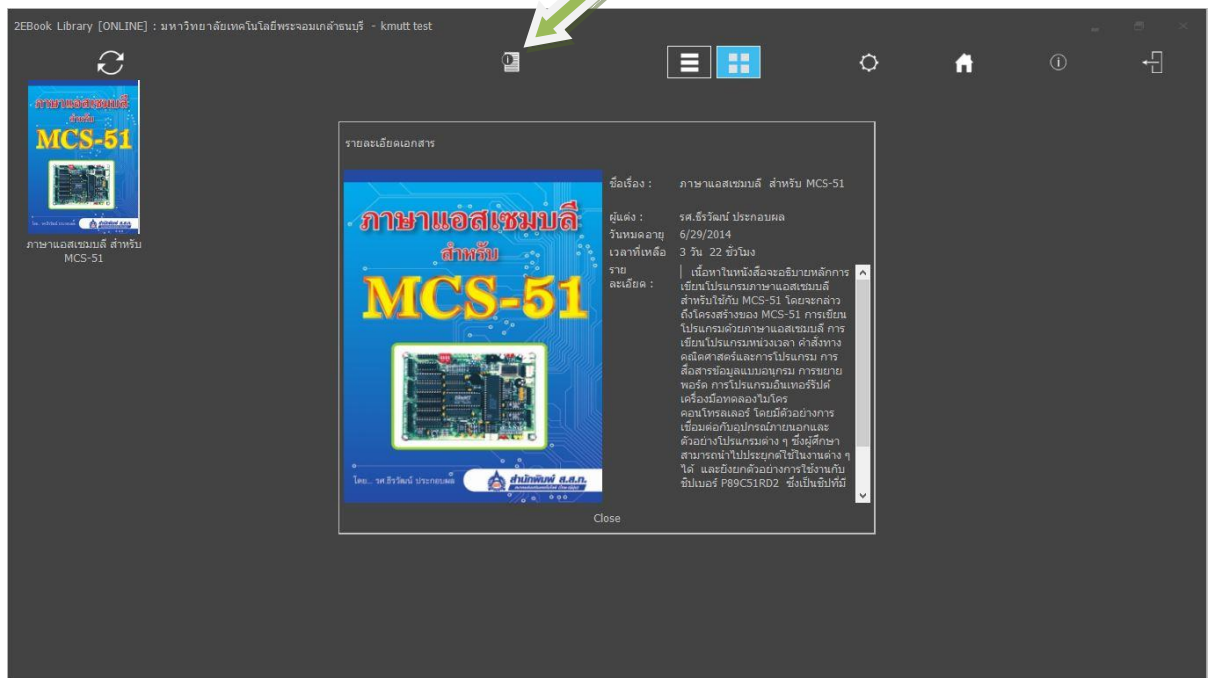 2EBook Library [ONLINE] : มหาวิทยาลัยเทคโนโลยีพระจอมเกล้าธนบุรี - kmutt test
ภาษาแอสเซมบลี
สำหรับ
MCS-51
สำนักพิมพ์ ส.ส.ท.
ภาษาแอสเซมบลี สำหรับ
MCS-51
รายละเอียดเอกสาร
ภาษาแอสเซมบลี
สำหรับ
MCS-51
โดย... รศ.ธีรวัฒน์ ประกอบผล
สำนักพิมพ์ ส.ส.ท.
ชื่อเรื่อง : ภาษาแอสเซมบลี สำหรับ MCS-51
ผู้แต่ง : รศ.ธีรวัฒน์ ประกอบผล
วันหมดอายุ 6/29/2014
เวลาที่เหลือ 3 วัน 22 ชั่วโมง
ราย
ละเอียด :
เนื้อหาในหนังสือจะอธิบายหลักการ
เขียนโปรแกรมภาษาแอสเซมบลี
สำหรับใช้กับ MCS-51 โดยจะกล่าว
ถึงโครงสร้างของ MCS-51 การเขียน
โปรแกรมด้วยภาษาแอสเซมบลี การ
เขียนโปรแกรมหน่วงเวลา คำสั่งทาง
คณิตศาสตร์และการโปรแกรม การ
สื่อสารข้อมูลแบบอนุกรม การขยาย
พอร์ต การโปรแกรมอินเทอร์รัปต์
เครื่องมือทดลองไมโคร
คอนโทรลเลอร์ โดยมีตัวอย่างการ
เชื่อมต่อกับอุปกรณ์ภายนอกและ
ตัวอย่างโปรแกรมต่าง ๆ ซึ่งผู้ศึกษา
สามารถนำไปประยุกต์ใช้ในงานต่าง ๆ
ได้ และยังยกตัวอย่างการใช้งานกับ
ชิปเบอร์ P89C51RD2 ซึ่งเป็นชิปที่มี
Close